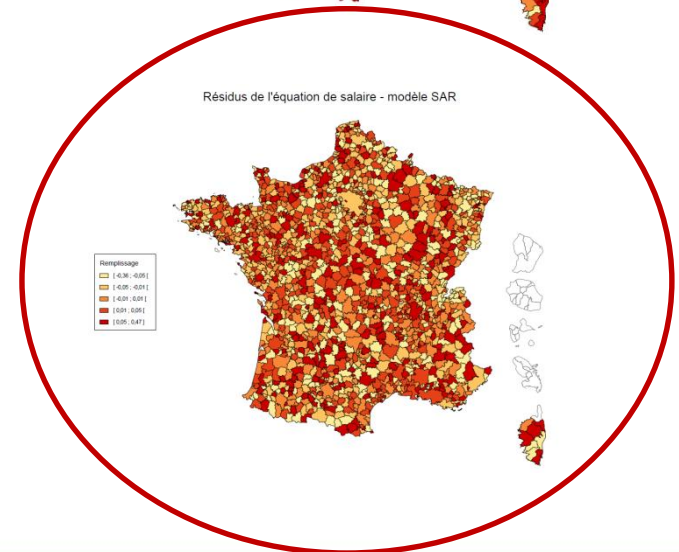 Résidus de l'équation de salaire - modèle SAR
Remplissage
[ -0,36 ; -0,05 [
[ -0,05 ; -0,01 [
[ -0,01 ; 0,01 [
[ 0,01 ; 0,05 [
[ 0,05 ; 0,47 ]